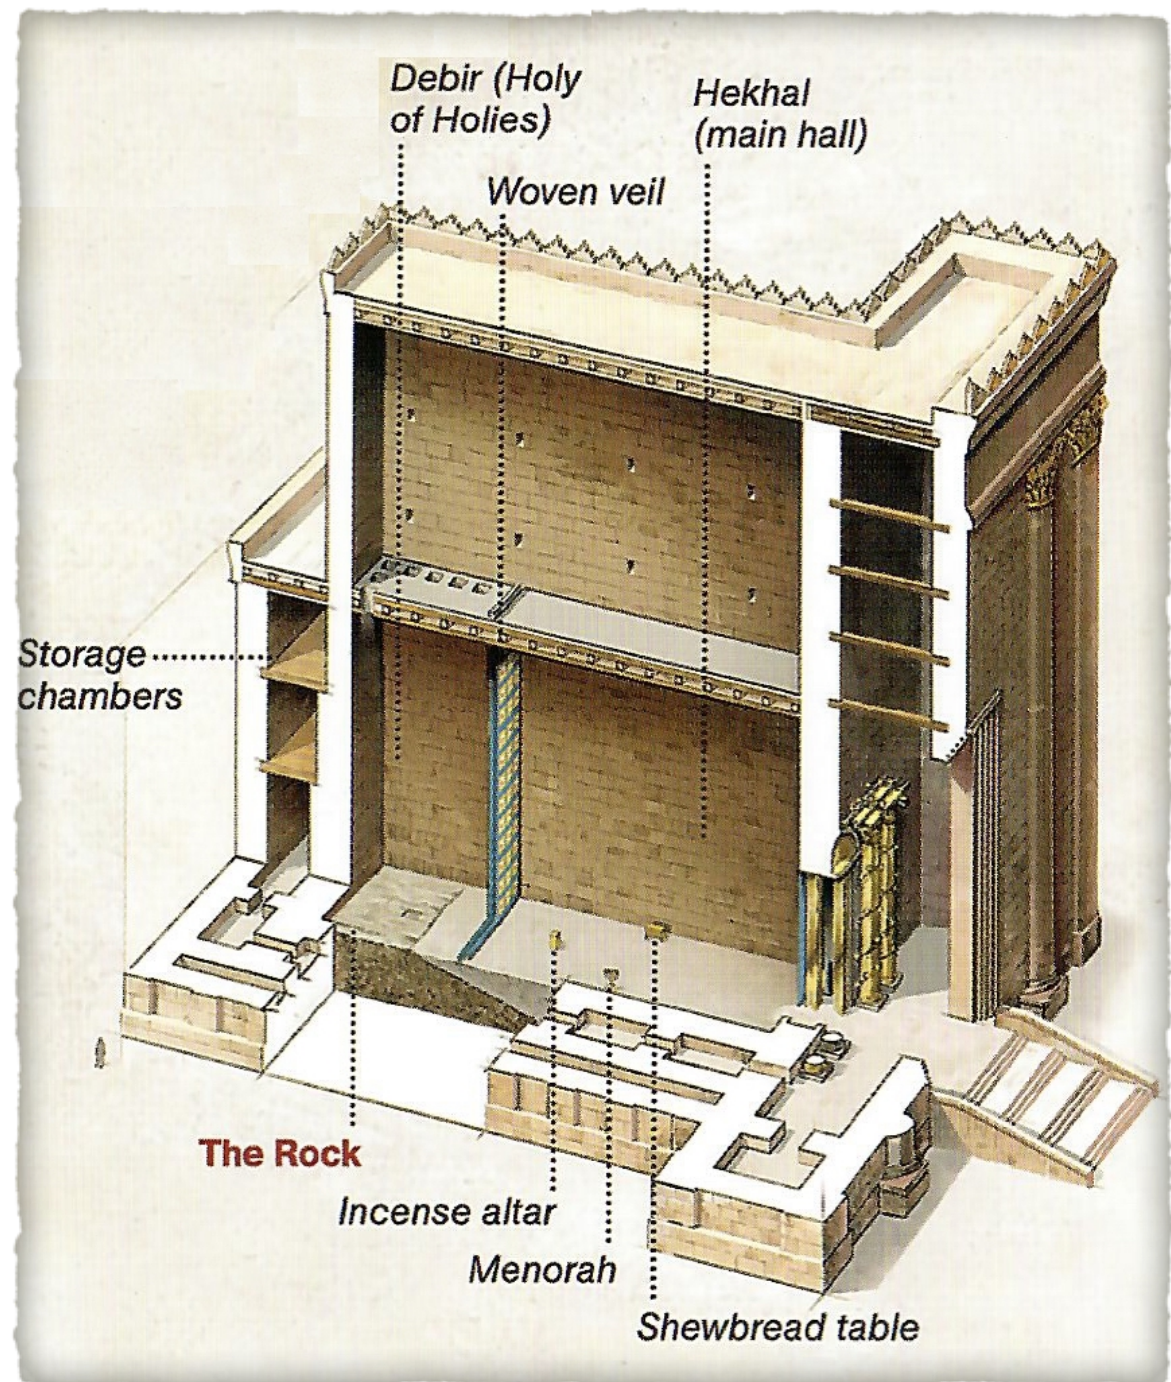 Debir (Holy
of Holies)
Hekhal
(main hall)
Woven veil
Storage
chambers
The Rock
Incense altar
Menorah
Shewbread table